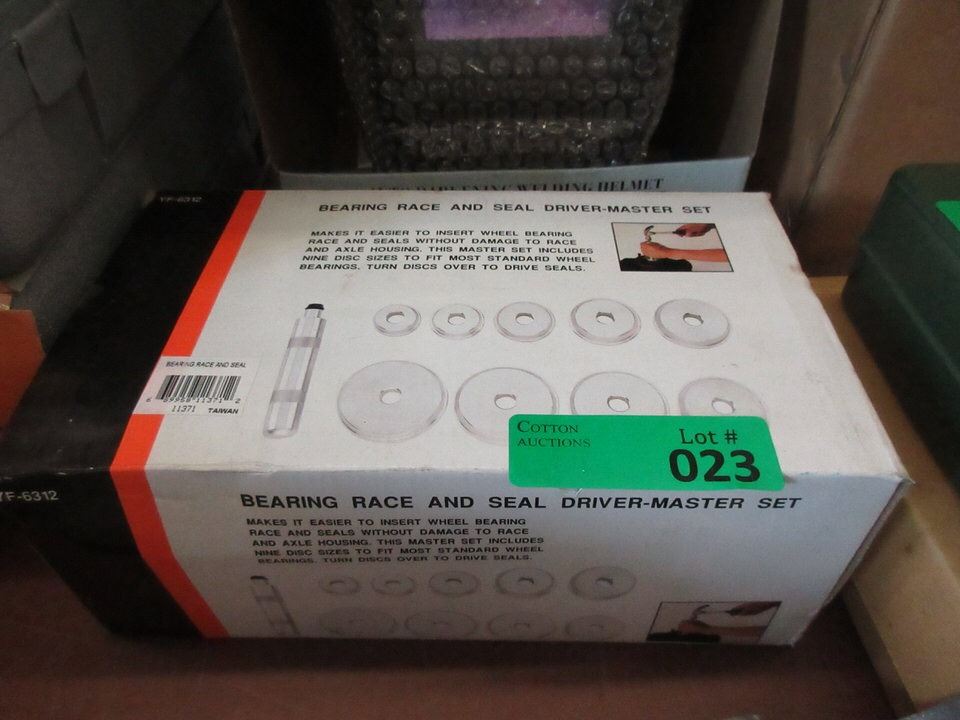 DARKENING WELDING HELMET
YF-6312
BEARING RACE AND SEAL DRIVER-MASTER SET
MAKES IT EASIER TO INSERT WHEEL BEARING
RACE AND SEALS WITHOUT DAMAGE TO RACE
AND AXLE HOUSING. THIS MASTER SET INCLUDES
NINE DISC SIZES TO FIT MOST STANDARD WHEEL
BEARINGS. TURN DISCS OVER TO DRIVE SEALS.
BEARING RACE AND SEAL
11371 TAIWAN
COTTON
AUCTIONS
Lot #
023
YF-6312
BEARING RACE AND SEAL DRIVER-MASTER SET
MAKES IT EASIER TO INSERT WHEEL BEARING
RACE AND SEALS WITHOUT DAMAGE TO RACE
AND AXLE HOUSING. THIS MASTER SET INCLUDES
NINE DISC SIZES TO FIT MOST STANDARD WHEEL
BEARINGS. TURN DISCS OVER TO DRIVE SEALS.